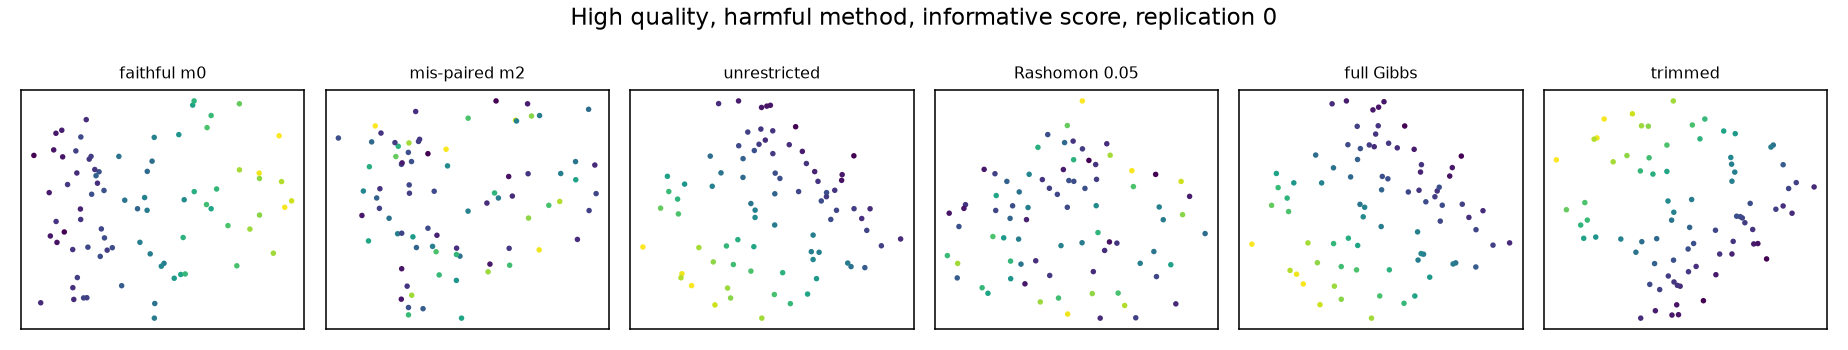 High quality, harmful method, informative score, replication 0
faithful m0
mis-paired m2
unrestricted
Rashomon 0.05
full Gibbs
trimmed